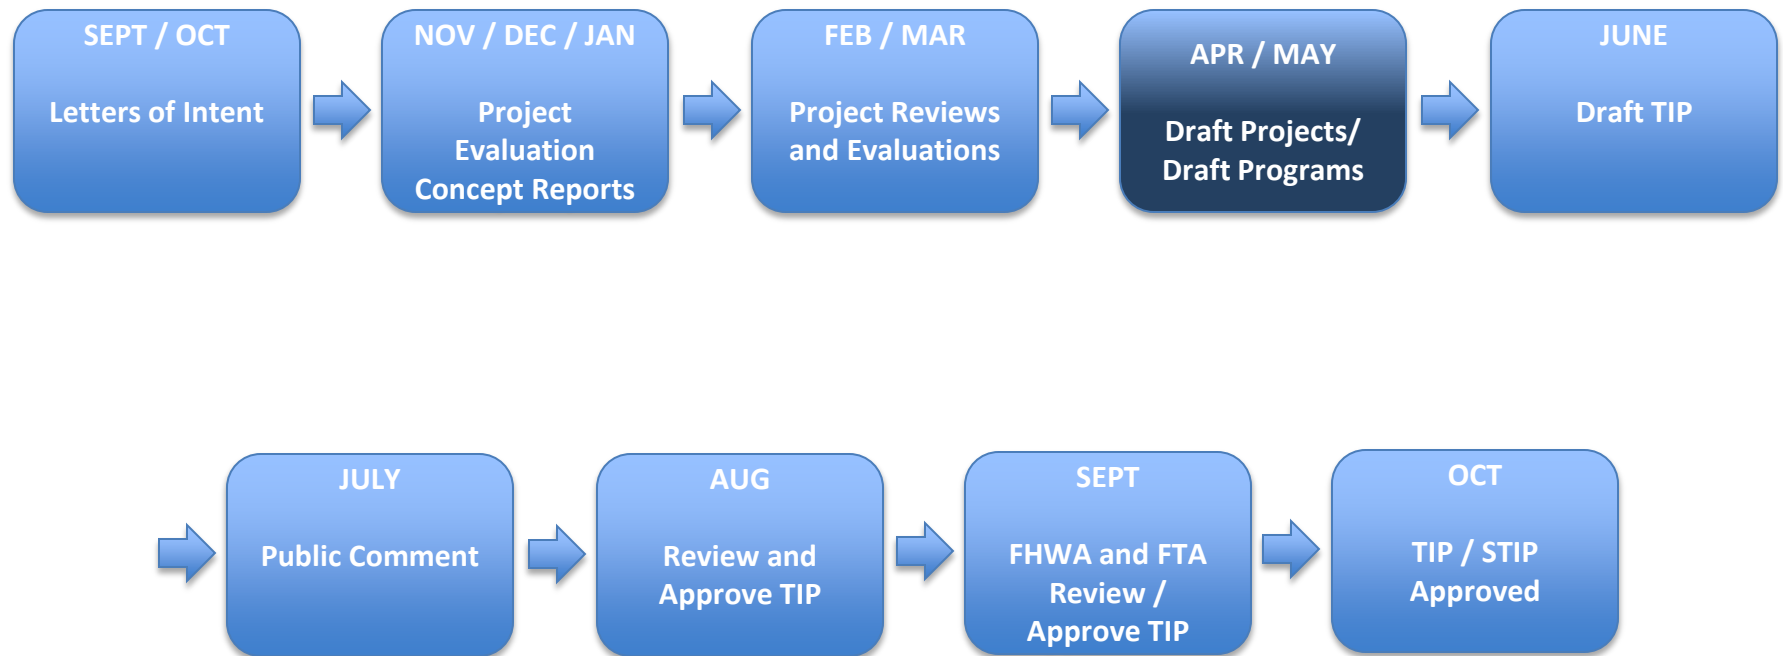 SEPT / OCT
Letters of Intent
NOV / DEC / JAN
Project
Evaluation
Concept Reports
FEB / MAR
Project Reviews
and Evaluations
APR / MAY
Draft Projects/
Draft Programs
JUNE
Draft TIP
JULY
Public Comment
AUG
Review and
Approve TIP
SEPT
FHWA and FTA
Review /
Approve TIP
OCT
TIP / STIP
Approved